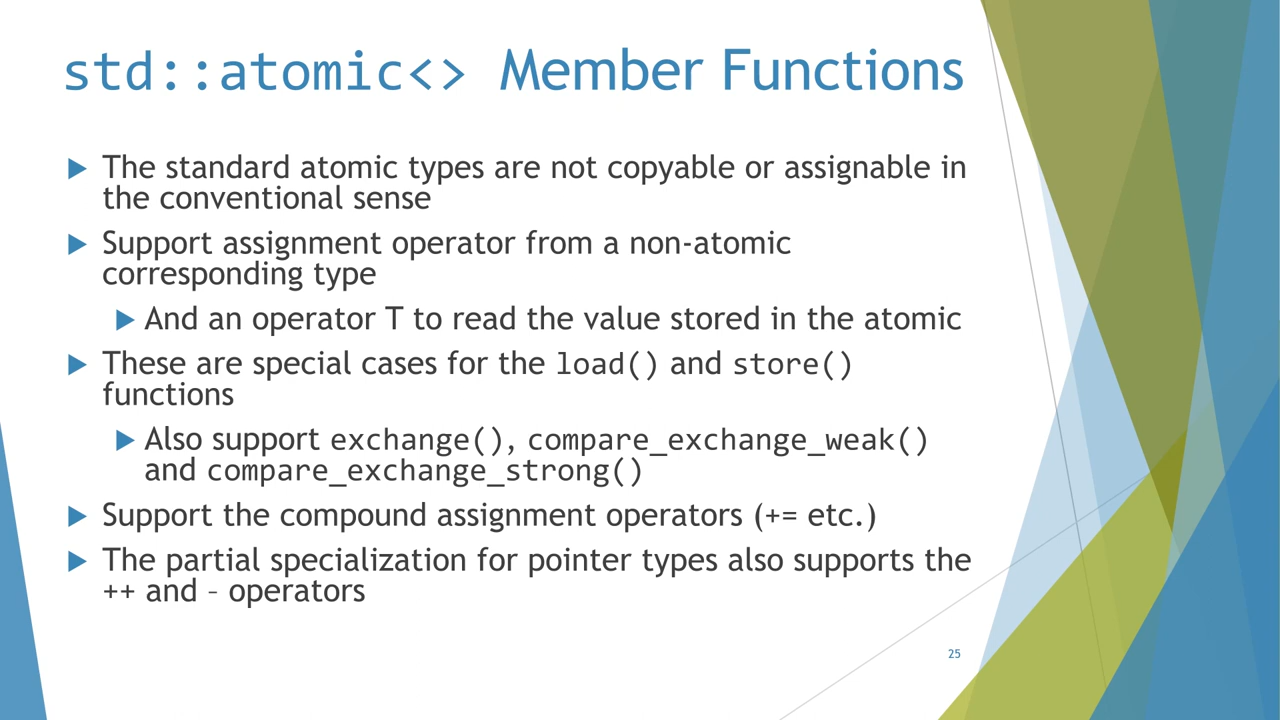 std::atomic<> Member Functions
The standard atomic types are not copyable or assignable in
the conventional sense
Support assignment operator from a non-atomic
corresponding type
And an operator T to read the value stored in the atomic
These are special cases for the load() and store()
functions
Also support exchange(), compare_exchange_weak()
and compare_exchange_strong()
Support the compound assignment operators (+= etc.)
The partial specialization for pointer types also supports the
++ and – operators
25